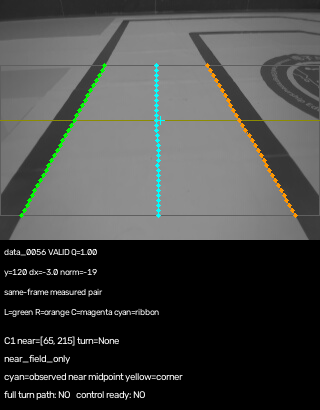 data_0056 VALID Q=1.00
y=120 dx=-3.0 norm=-19
same-frame measured pair
L=green R=orange C=magenta cyan=ribbon
C1 near=[65, 215] turn=None
near_field_only
cyan=observed near midpoint yellow=corner
full turn path: NO control ready: NO